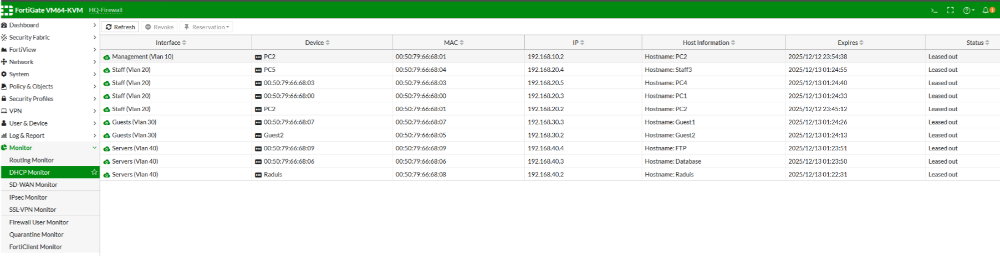 FortiGate VM64-KVM HQ-Firewall >_ ? 1
Dashboard
Security Fabric
FortiView
Network
System
Policy & Objects
Security Profiles
VPN
User & Device
Log & Report
Monitor
Routing Monitor
DHCP Monitor
SD-WAN Monitor
IPsec Monitor
SSL-VPN Monitor
Firewall User Monitor
Quarantine Monitor
FortiClient Monitor
Refresh Revoke Reservation
Interface Device MAC IP Host Information Expires Status
Management (Vlan 10) PC2 00:50:79:66:68:01 192.168.10.2 Hostname: PC2 2025/12/12 23:54:38 Leased out
Staff (Vlan 20) PC5 00:50:79:66:68:04 192.168.20.4 Hostname: Staff3 2025/12/13 01:24:55 Leased out
Staff (Vlan 20) 00:50:79:66:68:03 00:50:79:66:68:03 192.168.20.5 Hostname: PC4 2025/12/13 01:24:40 Leased out
Staff (Vlan 20) 00:50:79:66:68:00 00:50:79:66:68:00 192.168.20.3 Hostname: PC1 2025/12/13 01:24:33 Leased out
Staff (Vlan 20) PC2 00:50:79:66:68:01 192.168.20.2 Hostname: PC2 2025/12/12 23:45:12 Leased out
Guests (Vlan 30) 00:50:79:66:68:07 00:50:79:66:68:07 192.168.30.3 Hostname: Guest1 2025/12/13 01:24:26 Leased out
Guests (Vlan 30) Guest2 00:50:79:66:68:05 192.168.30.2 Hostname: Guest2 2025/12/13 01:24:13 Leased out
Servers (Vlan 40) 00:50:79:66:68:09 00:50:79:66:68:09 192.168.40.4 Hostname: FTP 2025/12/13 01:23:51 Leased out
Servers (Vlan 40) 00:50:79:66:68:06 00:50:79:66:68:06 192.168.40.3 Hostname: Database 2025/12/13 01:23:50 Leased out
Servers (Vlan 40) Raduis 00:50:79:66:68:08 192.168.40.2 Hostname: Raduis 2025/12/13 01:22:31 Leased out